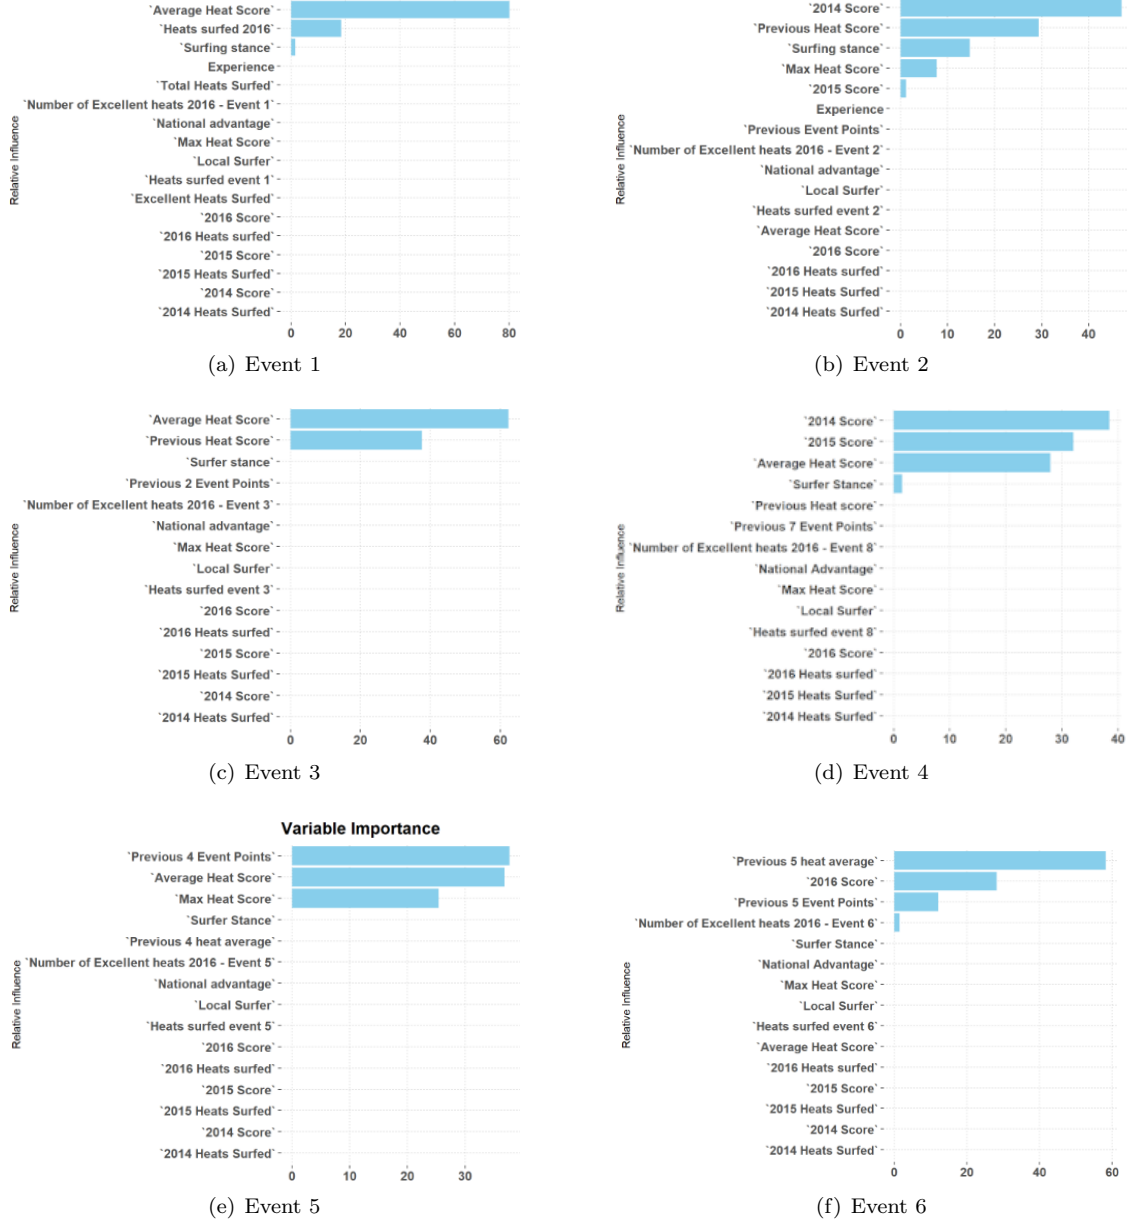 `Average Heat Score`
`Heats surfed 2016`
`Surfing stance`
Experience
`Total Heats Surfed`
`Number of Excellent heats 2016 - Event 1`
`National advantage`
`Max Heat Score`
`Local Surfer`
`Heats surfed event 1`
`Excellent Heats Surfed`
`2016 Score`
`2016 Heats surfed`
`2015 Score`
`2015 Heats Surfed`
`2014 Score`
`2014 Heats Surfed`
Relative Influence
0 20 40 60 80
(a) Event 1
`2014 Score`
`Previous Heat Score`
`Surfing stance`
`Max Heat Score`
`2015 Score`
Experience
`Previous Event Points`
`Number of Excellent heats 2016 - Event 2`
`National advantage`
`Local Surfer`
`Heats surfed event 2`
`Average Heat Score`
`2016 Score`
`2016 Heats surfed`
`2015 Heats Surfed`
`2014 Heats Surfed`
Relative Influence
0 10 20 30 40
(b) Event 2
`Average Heat Score`
`Previous Heat Score`
`Surfer stance`
`Previous 2 Event Points`
`Number of Excellent heats 2016 - Event 3`
`National advantage`
`Max Heat Score`
`Local Surfer`
`Heats surfed event 3`
`2016 Score`
`2016 Heats surfed`
`2015 Score`
`2015 Heats Surfed`
`2014 Score`
`2014 Heats Surfed`
Relative Influence
0 20 40 60
(c) Event 3
`2014 Score`
`2015 Score`
`Average Heat Score`
`Surfer Stance`
`Previous Heat score`
`Previous 7 Event Points`
`Number of Excellent heats 2016 - Event 8`
`National Advantage`
`Max Heat Score`
`Local Surfer`
`Heats surfed event 8`
`2016 Score`
`2016 Heats surfed`
`2015 Heats Surfed`
`2014 Heats Surfed`
Relative Influence
0 10 20 30 40
(d) Event 4
Variable Importance
`Previous 4 Event Points`
`Average Heat Score`
`Max Heat Score`
`Surfer Stance`
`Previous 4 heat average`
`Number of Excellent heats 2016 - Event 5`
`National advantage`
`Local Surfer`
`Heats surfed event 5`
`2016 Score`
`2016 Heats surfed`
`2015 Score`
`2015 Heats Surfed`
`2014 Score`
`2014 Heats Surfed`
Relative Influence
0 10 20 30
(e) Event 5
`Previous 5 heat average`
`2016 Score`
`Previous 5 Event Points`
`Number of Excellent heats 2016 - Event 6`
`Surfer Stance`
`National Advantage`
`Max Heat Score`
`Local Surfer`
`Heats surfed event 6`
`Average Heat Score`
`2016 Heats surfed`
`2015 Score`
`2015 Heats Surfed`
`2014 Score`
`2014 Heats Surfed`
Relative Influence
0 20 40 60
(f) Event 6